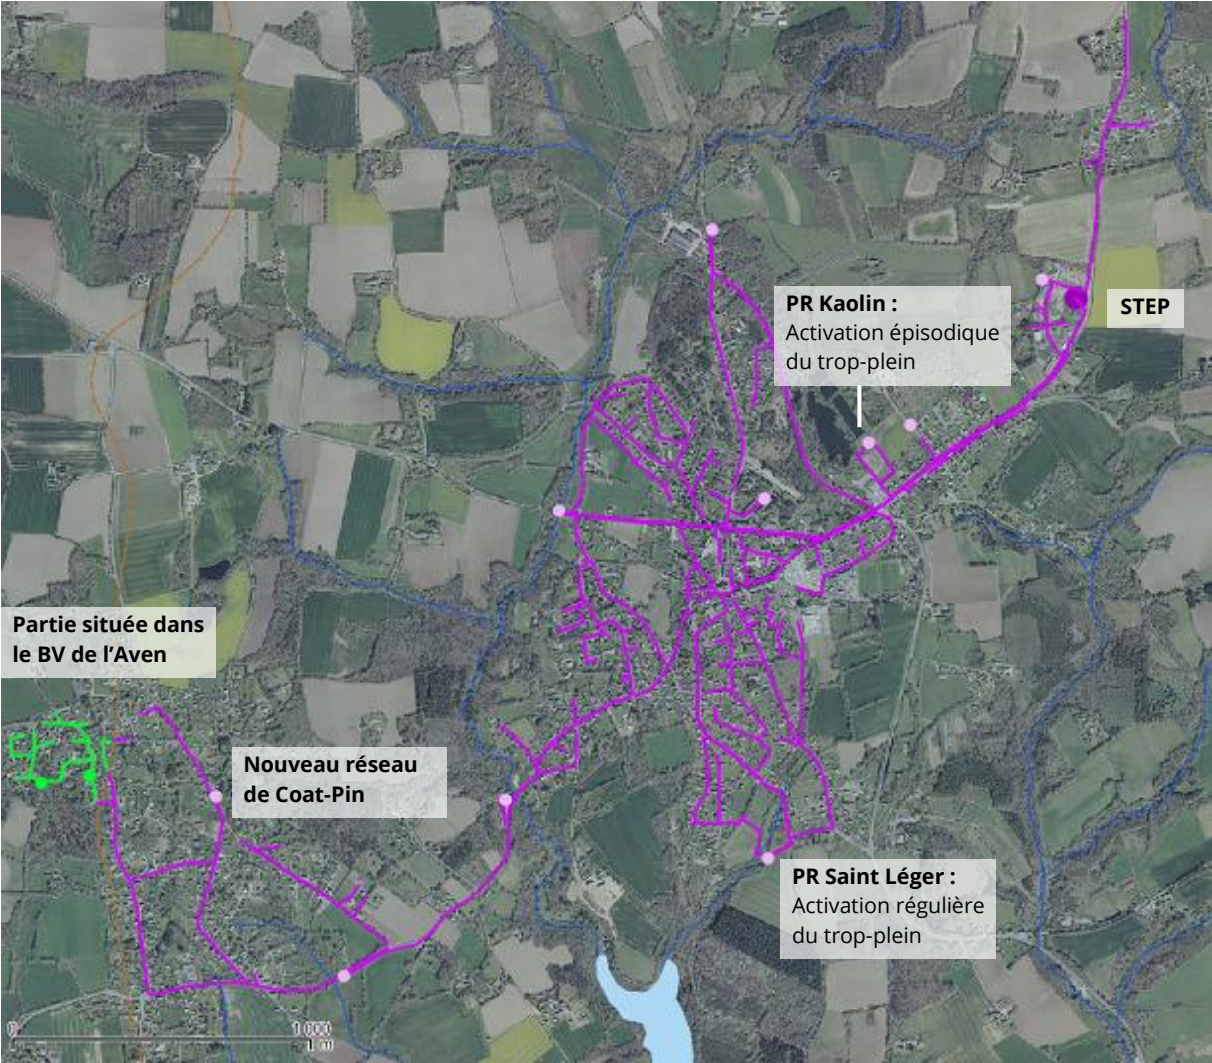 PR Kaolin :
Activation épisodique
du trop-plein
STEP
Partie située dans
le BV de l’Aven
Nouveau réseau
de Coat-Pin
PR Saint Léger :
Activation régulière
du trop-plein
0
1 000
m